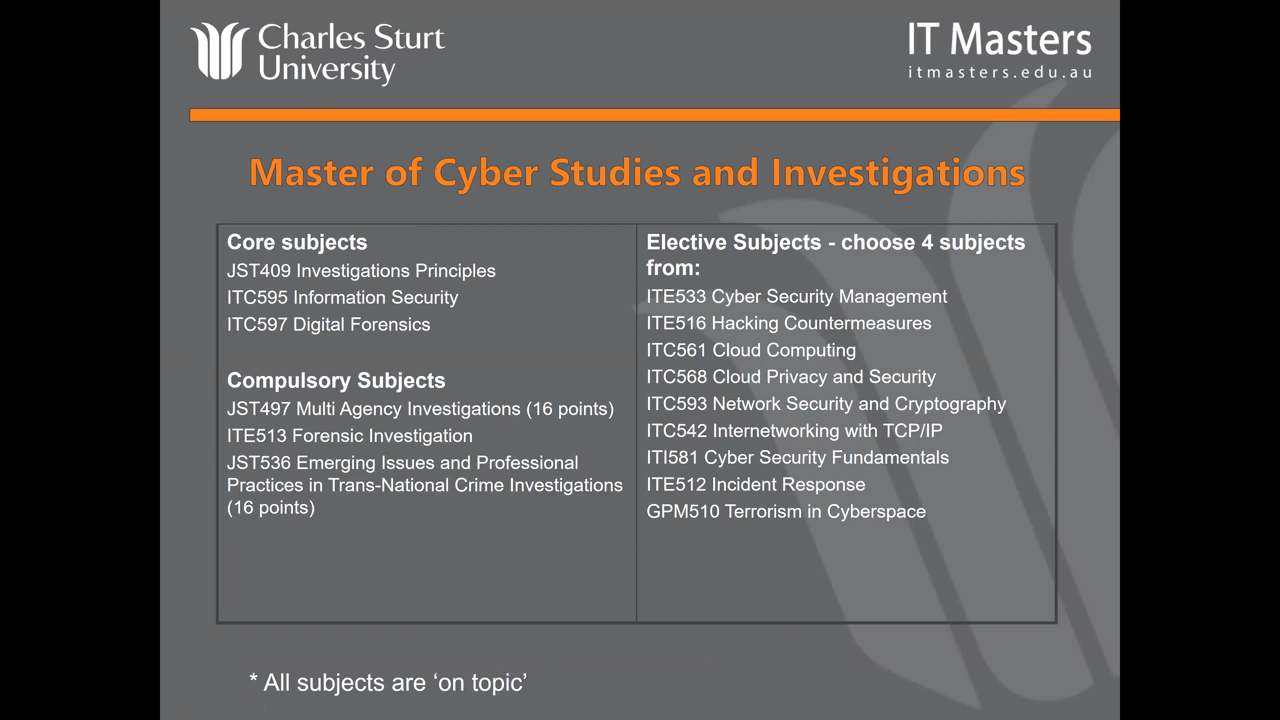 Charles Sturt
University
IT Masters
itmasters.edu.au
Master of Cyber Studies and Investigations
Core subjects
JST409 Investigations Principles
ITC595 Information Security
ITC597 Digital Forensics
Compulsory Subjects
JST497 Multi Agency Investigations (16 points)
ITE513 Forensic Investigation
JST536 Emerging Issues and Professional
Practices in Trans-National Crime Investigations
(16 points)
Elective Subjects - choose 4 subjects
from:
ITE533 Cyber Security Management
ITE516 Hacking Countermeasures
ITC561 Cloud Computing
ITC568 Cloud Privacy and Security
ITC593 Network Security and Cryptography
ITC542 Internetworking with TCP/IP
ITI581 Cyber Security Fundamentals
ITE512 Incident Response
GPM510 Terrorism in Cyberspace
* All subjects are ‘on topic’